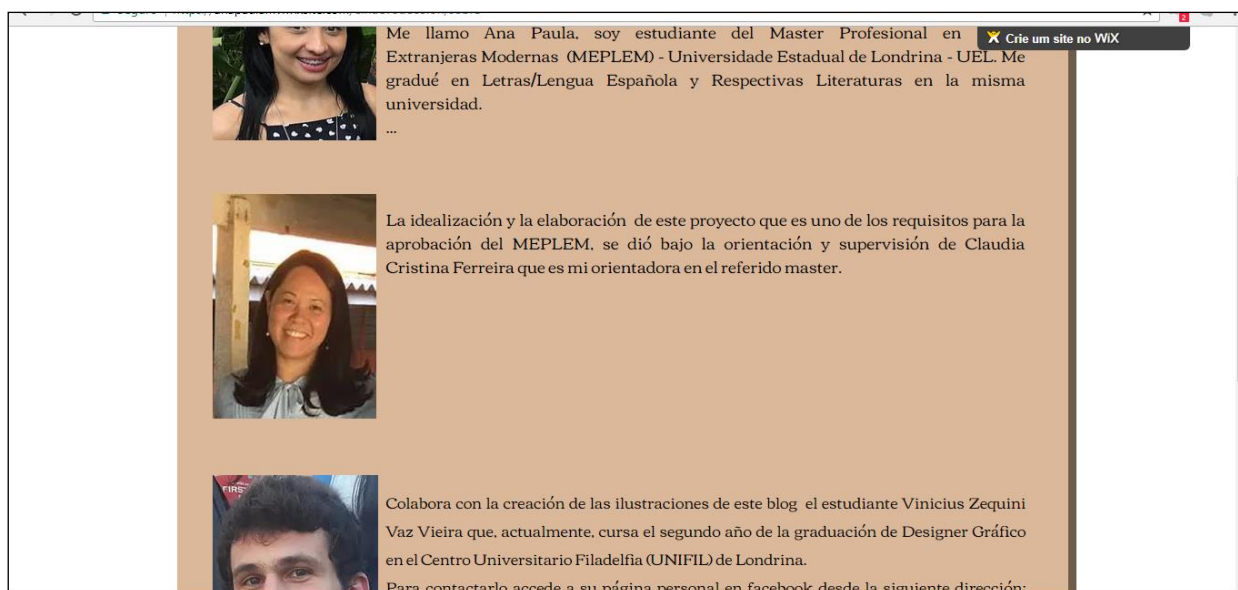 Crie um site no WiX
2
Me llamo Ana Paula, soy estudiante del Master Profesional en
Extranjeras Modernas (MEPLEM) - Universidade Estadual de Londrina - UEL. Me
gradué en Letras/Lengua Española y Respectivas Literaturas en la misma
universidad.
...
La idealización y la elaboración de este proyecto que es uno de los requisitos para la
aprobación del MEPLEM, se dió bajo la orientación y supervisión de Claudia
Cristina Ferreira que es mi orientadora en el referido master.
FIRS
Colabora con la creación de las ilustraciones de este blog el estudiante Vinicius Zequini
Vaz Vieira que, actualmente, cursa el segundo año de la graduación de Designer Gráfico
en el Centro Universitario Filadelfia (UNIFIL) de Londrina.
Para contactarlo accede a su página personal en facebook desde la siguiente dirección: